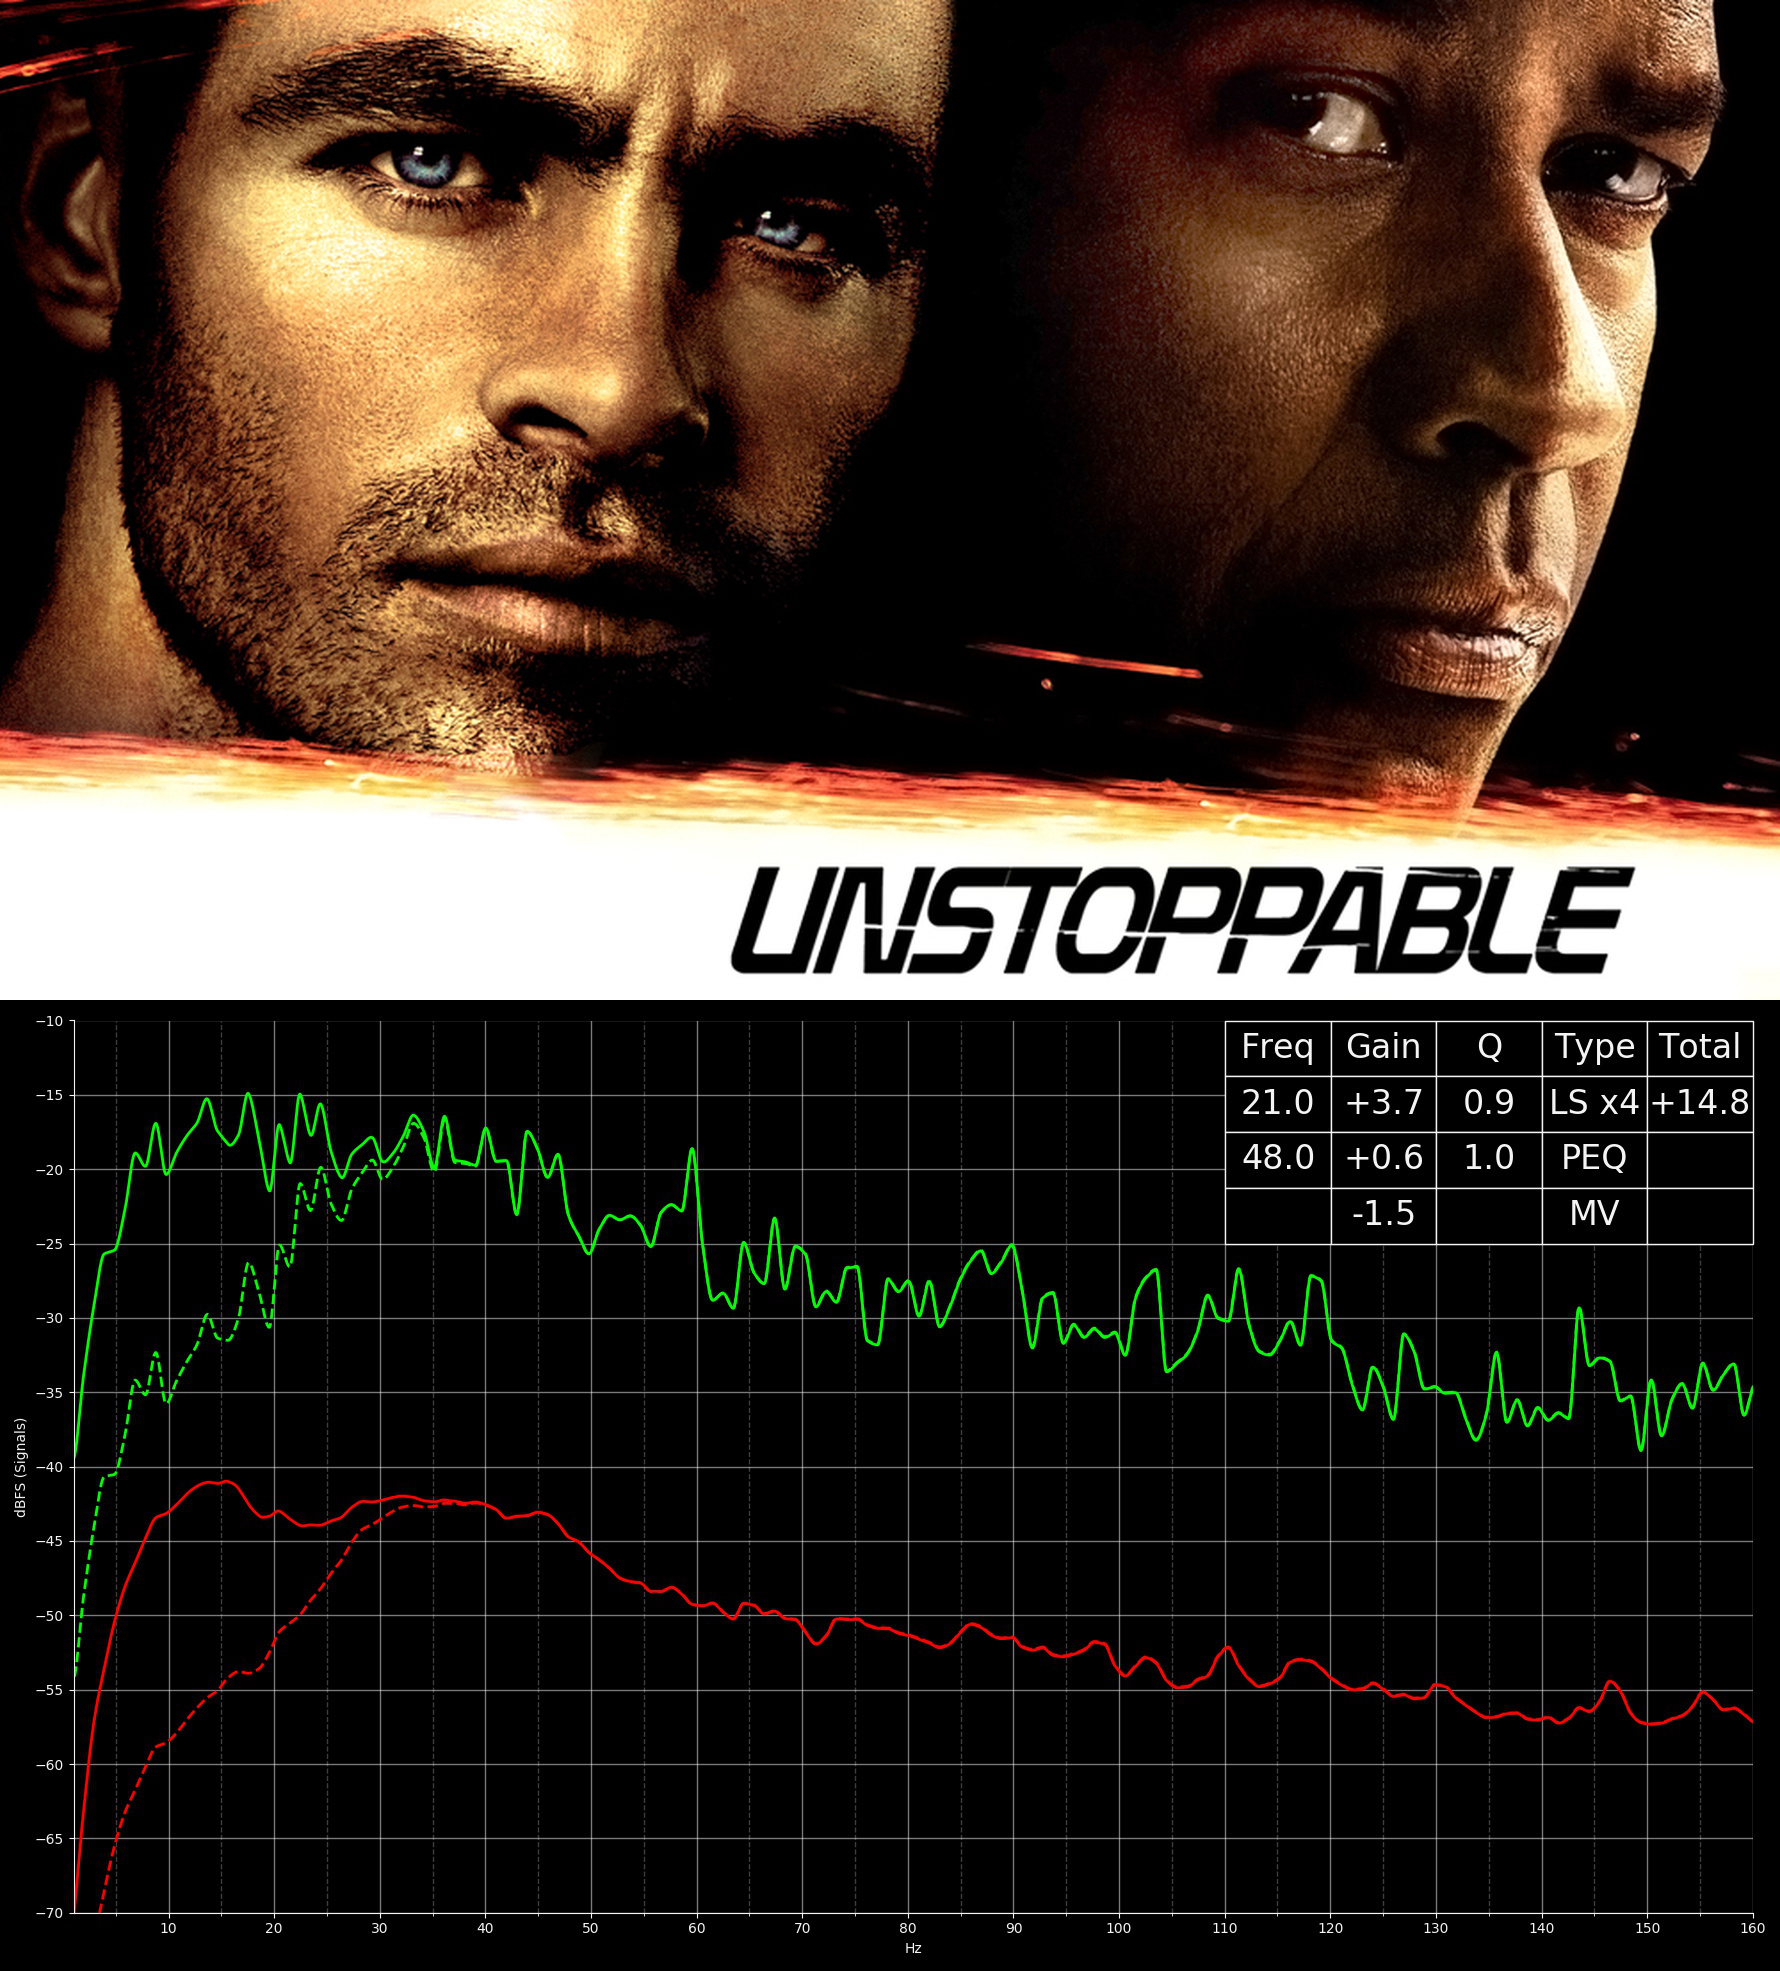 UNSTOPPABLE
Freq Gain Q Type Total
21.0 +3.7 0.9 LS x4 +14.8
48.0 +0.6 1.0 PEQ
-1.5 MV
−10
−15
−20
−25
−30
−35
−40
−45
−50
−55
−60
−65
−70
dBFS (Signals)
10 20 30 40 50 60 70 80 90 100 110 120 130 140 150 160
Hz